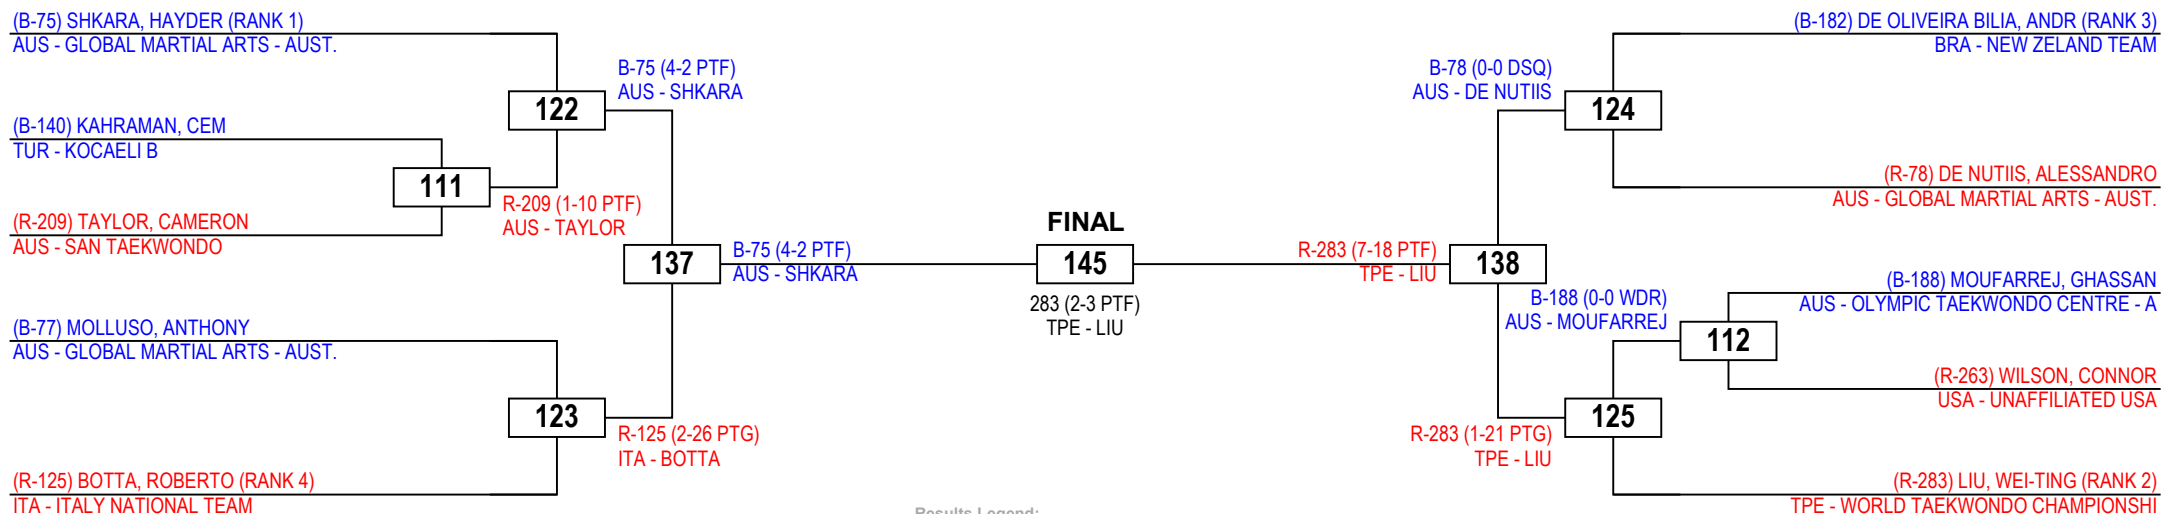 (B-75) SHKARA, HAYDER (RANK 1)
AUS - GLOBAL MARTIAL ARTS - AUST.
(B-140) KAHRAMAN, CEM
TUR - KOCAELI B
(R-209) TAYLOR, CAMERON
AUS - SAN TAEKWONDO
(B-77) MOLLUSO, ANTHONY
AUS - GLOBAL MARTIAL ARTS - AUST.
(R-125) BOTTA, ROBERTO (RANK 4)
ITA - ITALY NATIONAL TEAM
111
R-209 (1-10 PTF)
AUS - TAYLOR
122
B-75 (4-2 PTF)
AUS - SHKARA
123
R-125 (2-26 PTG)
ITA - BOTTA
137
B-75 (4-2 PTF)
AUS - SHKARA
FINAL
145
283 (2-3 PTF)
TPE - LIU
R-283 (7-18 PTF)
TPE - LIU
138
B-78 (0-0 DSQ)
AUS - DE NUTIIS
124
B-188 (0-0 WDR)
AUS - MOUFARREJ
112
R-283 (1-21 PTG)
TPE - LIU
125
(B-182) DE OLIVEIRA BILIA, ANDR (RANK 3)
BRA - NEW ZELAND TEAM
(R-78) DE NUTIIS, ALESSANDRO
AUS - GLOBAL MARTIAL ARTS - AUST.
(B-188) MOUFARREJ, GHASSAN
AUS - OLYMPIC TAEKWONDO CENTRE - A
(R-263) WILSON, CONNOR
USA - UNAFFILIATED USA
(R-283) LIU, WEI-TING (RANK 2)
TPE - WORLD TAEKWONDO CHAMPIONSHI
Results Legend: